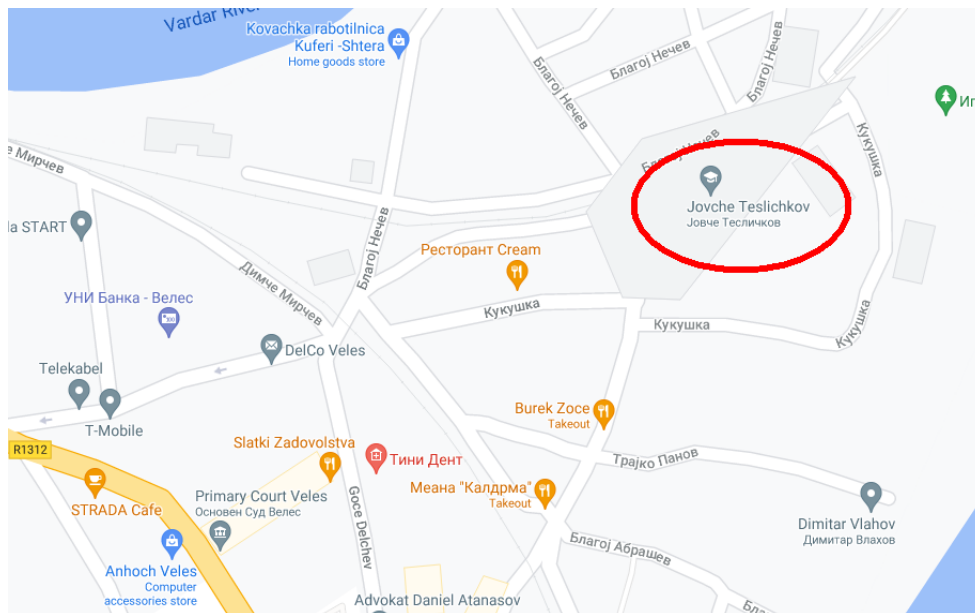 Vardar River
Kovachka rabotilnica
Kuferi -Shtera
Home goods store
Благој Нечев
Благој Нечев
Благој Нечев
Благој Нечев
Благој Нечев
Кукушка
Jovche Teslichkov
Јовче Тесличков
е Мирчев
START
Димче Мирчев
Ресторант Cream
УНИ Банка - Велес
Кукушка
Кукушка
Кукушка
DelCo Veles
Telekabel
T-Mobile
Burek Zoce
Takeout
R1312
Slatki Zadovolstva
Тини Дент
Трајко Панов
STRADA Cafe
Primary Court Veles
Основен Суд Велес
Goce Delchev
Меана "Калдрма"
Takeout
Dimitar Vlahov
Димитар Влахов
Благој Абрашев
Anhoch Veles
Computer
accessories store
Advokat Daniel Atanasov